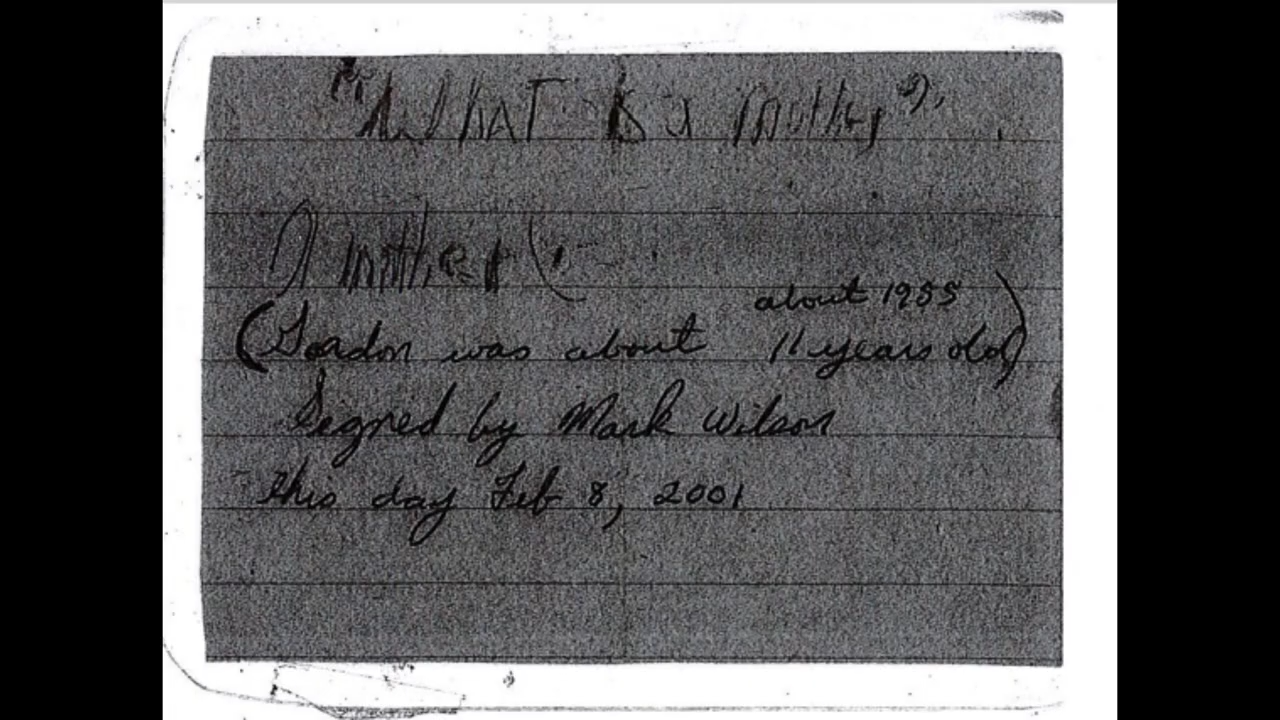 "What is a mother".
A mother is
about 1955
(Gordon was about 11 years old)
Signed by Mark Wilson
this day Feb 8, 2001